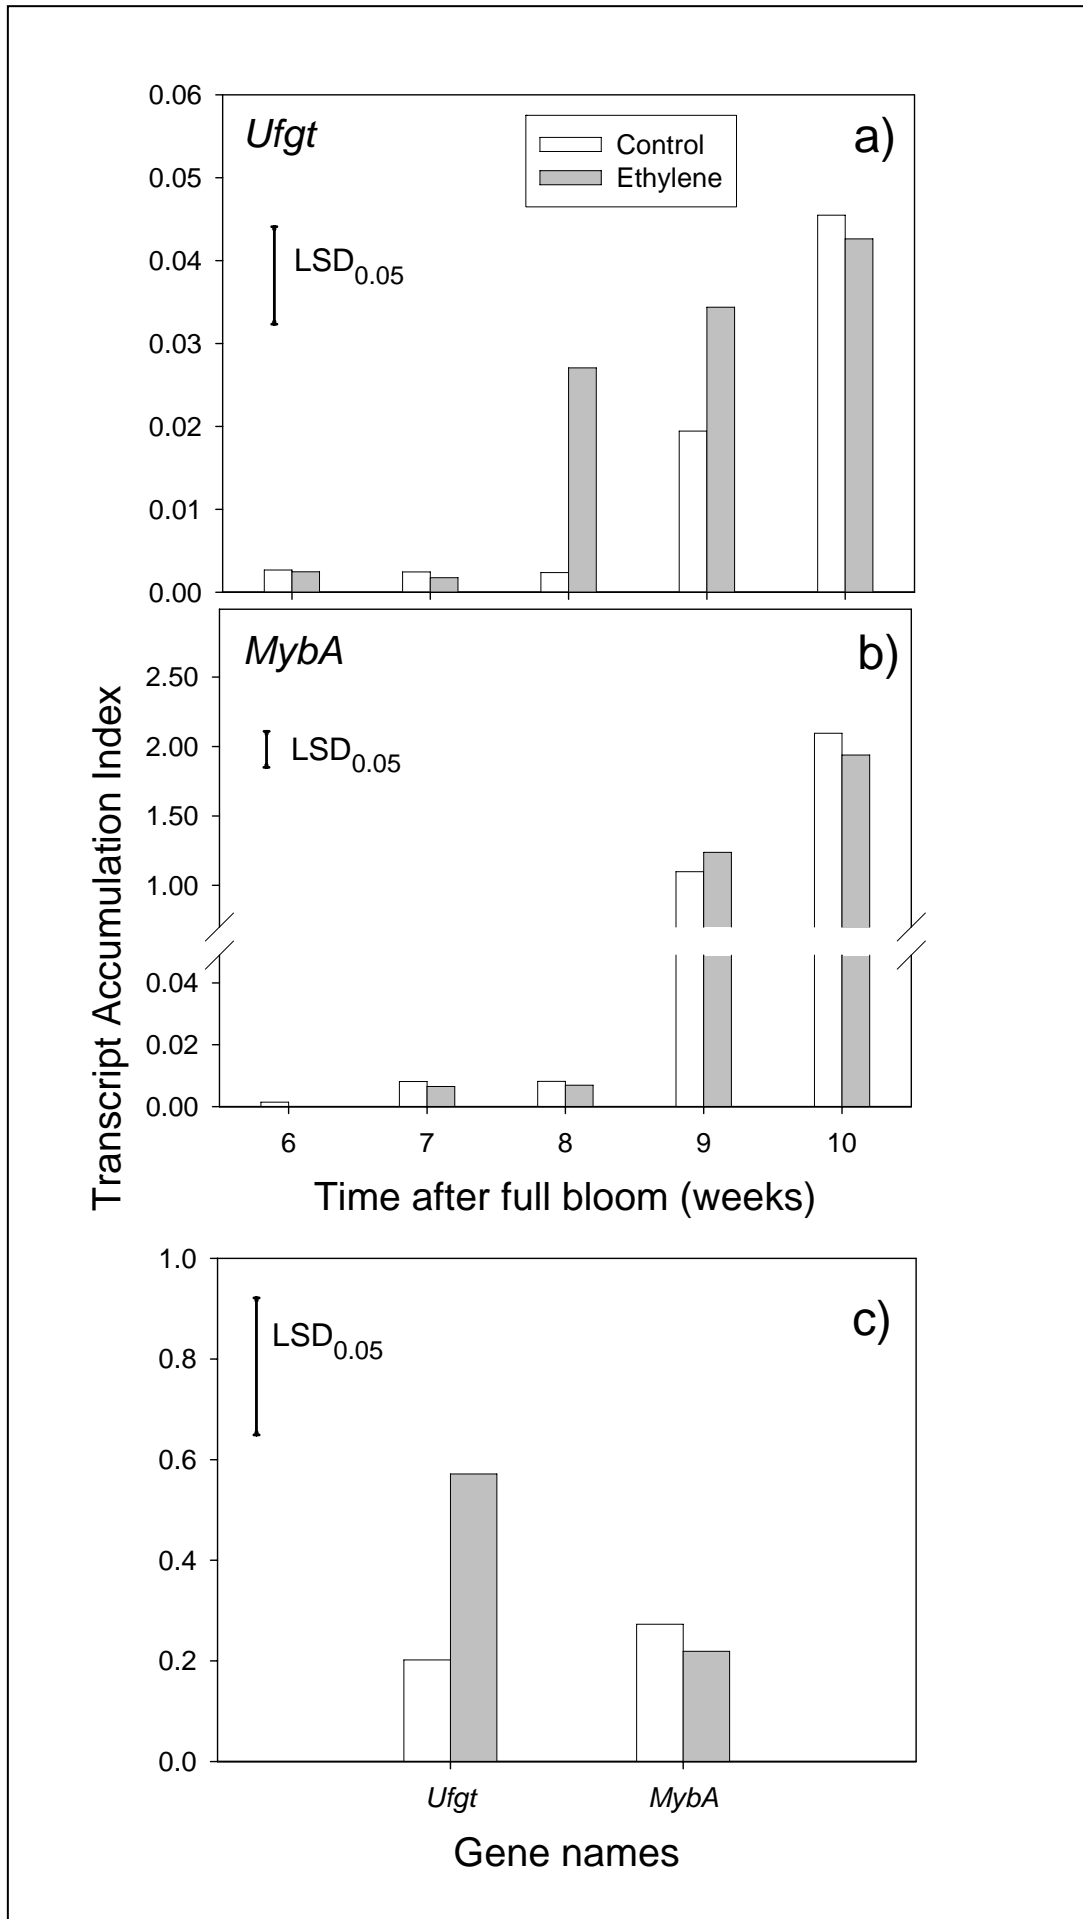 0.06
Ufgt
Control
Ethylene
a)
0.05
LSD0.05
0.04
0.03
0.02
0.01
0.00
MybA
b)
2.50
LSD0.05
2.00
1.50
1.00
0.04
0.02
0.00
Transcript Accumulation Index
6 7 8 9 10
Time after full bloom (weeks)
1.0
LSD0.05
c)
0.8
0.6
0.4
0.2
0.0
Ufgt MybA
Gene names